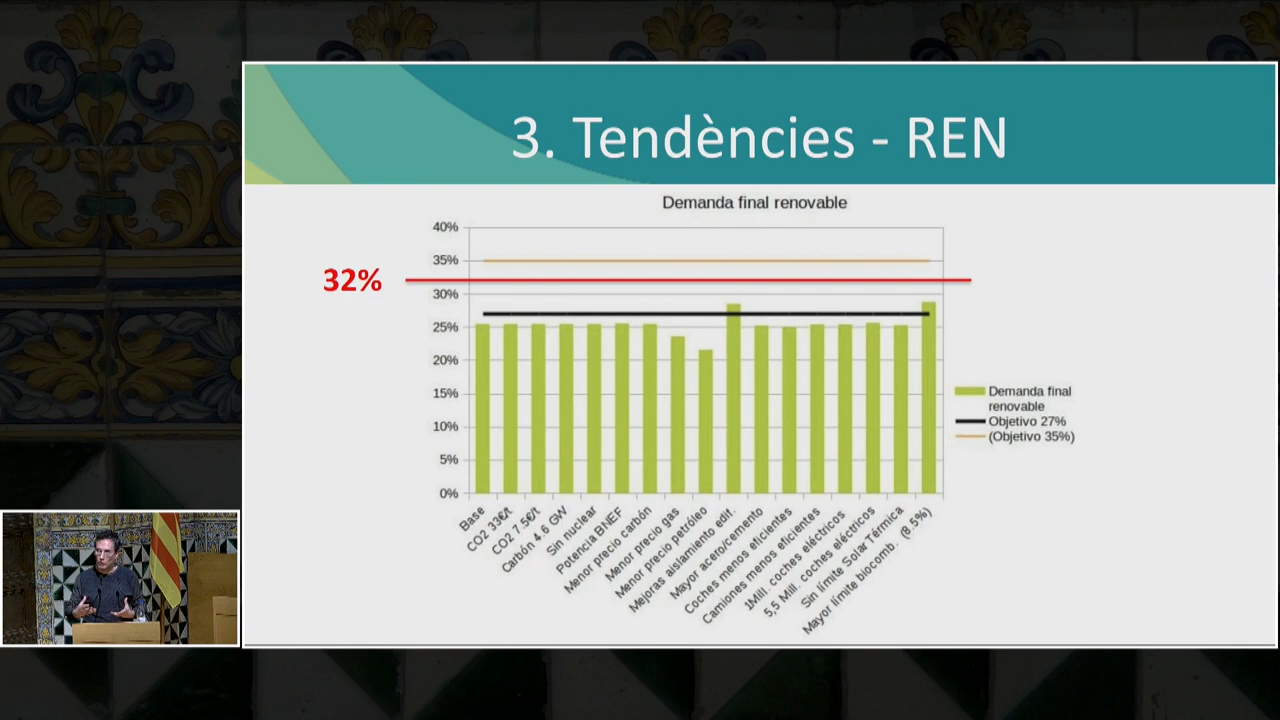 3. Tendències - REN
Demanda final renovable
40%
35%
32%
30%
25%
20%
15%
10%
5%
0%
Demanda final
renovable
Objetivo 27%
(Objetivo 35%)
Base
CO2 33€/t
CO2 7.5€/t
Carbón 4.6 GW
Sin nuclear
Potencia BNEF
Menor precio carbón
Menor precio gas
Menor precio petróleo
Mejoras aislamiento edif.
Mayor acero/cemento
Coches menos eficientes
Camiones menos eficientes
1Mill. coches eléctricos
5,5 Mill. coches eléctricos
Sin límite Solar Térmica
Mayor límite biocomb. (8.5%)